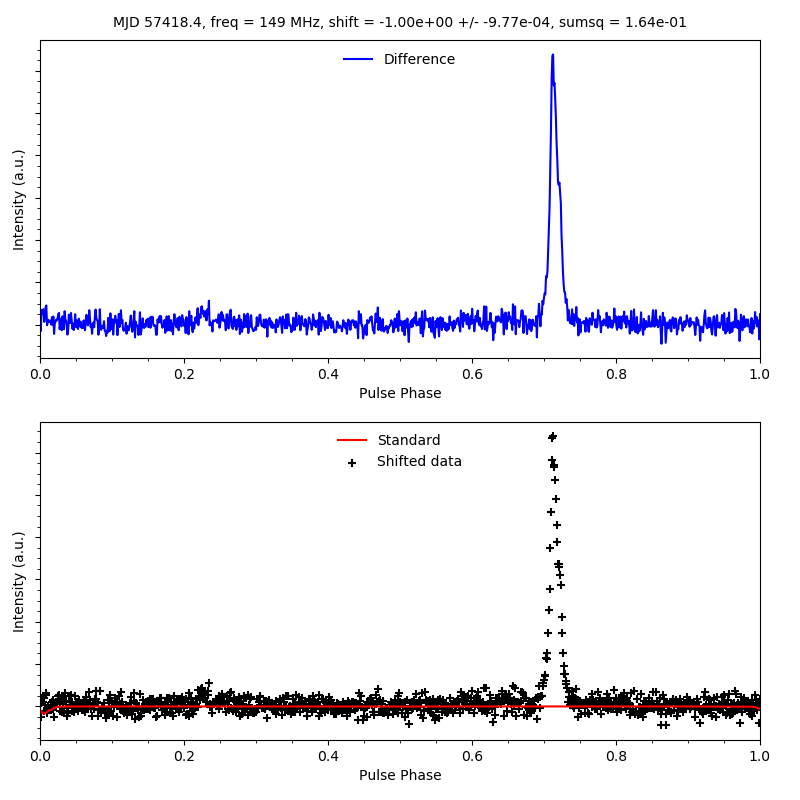 MJD 57418.4, freq = 149 MHz, shift = -1.00e+00 +/- -9.77e-04, sumsq = 1.64e-01
Difference
Intensity (a.u.)
0.0 0.2 0.4 0.6 0.8 1.0
Pulse Phase
Standard
Shifted data
Intensity (a.u.)
0.0 0.2 0.4 0.6 0.8 1.0
Pulse Phase